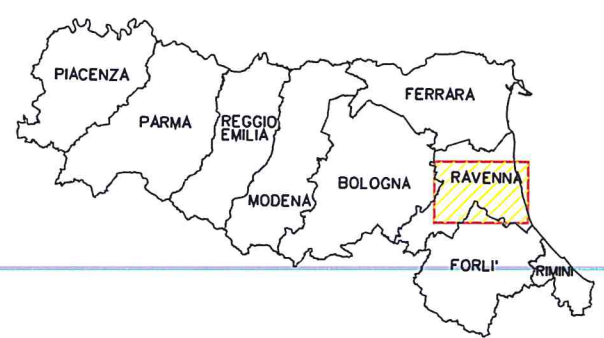 PIACENZA
PARMA
REGGIO
EMILIA
MODENA
BOLOGNA
FERRARA
RAVENNA
FORLI'
RIMINI